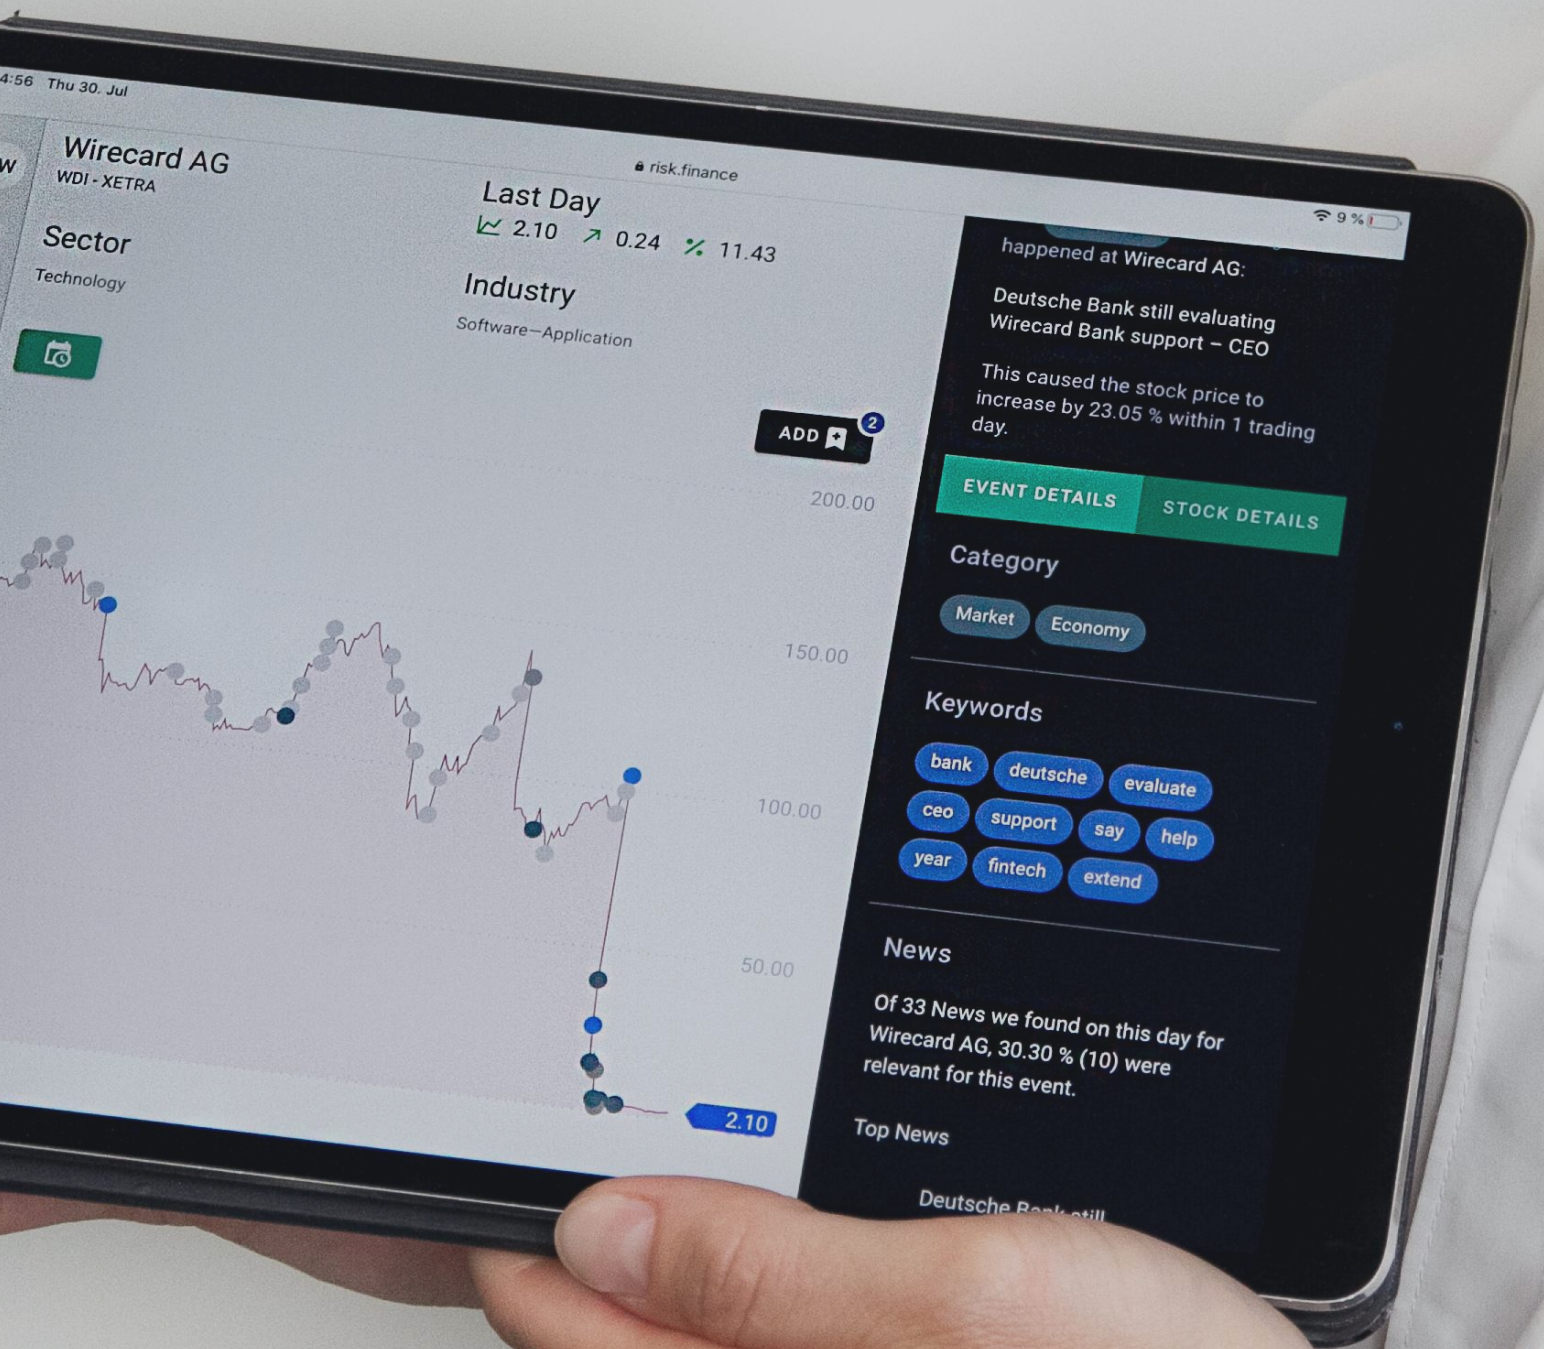 4:56 Thu 30. Jul
risk.finance
9 %
W
Wirecard AG
WDI - XETRA
Last Day
2.10 0.24 % 11.43
Sector
Technology
Industry
Software—Application
ADD 2
200.00
150.00
100.00
50.00
2.10
happened at Wirecard AG:
Deutsche Bank still evaluating
Wirecard Bank support – CEO
This caused the stock price to
increase by 23.05 % within 1 trading
day.
EVENT DETAILS STOCK DETAILS
Category
Market Economy
Keywords
bank deutsche evaluate
ceo support say help
year fintech extend
News
Of 33 News we found on this day for
Wirecard AG, 30.30 % (10) were
relevant for this event.
Top News
Deutsche Bank still